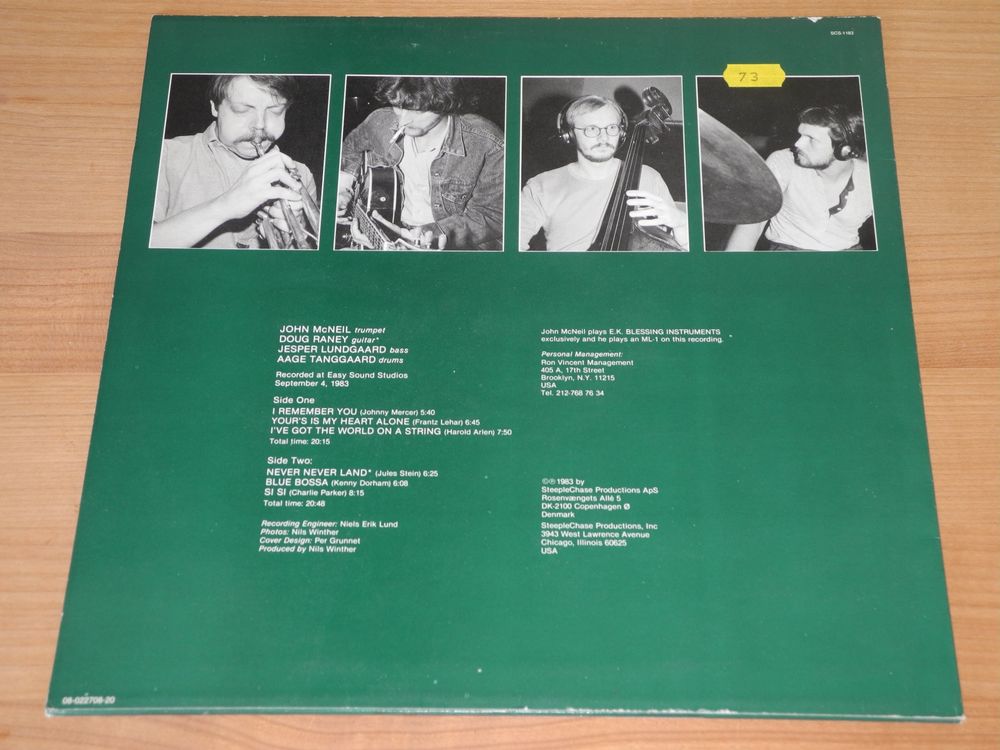 SCS 1183
73
JOHN McNEIL trumpet
DOUG RANEY guitar*
JESPER LUNDGAARD bass
AAGE TANGGAARD drums
Recorded at Easy Sound Studios
September 4, 1983
Side One
I REMEMBER YOU (Johnny Mercer) 5:40
YOUR'S IS MY HEART ALONE (Frantz Lehar) 6:45
I'VE GOT THE WORLD ON A STRING (Harold Arlen) 7:50
Total time: 20:15
Side Two:
NEVER NEVER LAND* (Jules Stein) 6:25
BLUE BOSSA (Kenny Dorham) 6:08
SI SI (Charlie Parker) 8:15
Total time: 20:48
Recording Engineer: Niels Erik Lund
Photos: Nils Winther
Cover Design: Per Grunnet
Produced by Nils Winther
John McNeil plays E.K. BLESSING INSTRUMENTS
exclusively and he plays an ML-1 on this recording.
Personal Management:
Ron Vincent Management
405 A, 17th Street
Brooklyn, N.Y. 11215
USA
Tel. 212-768 76 34
©℗ 1983 by
SteepleChase Productions ApS
Rosenvængets Allé 5
DK-2100 Copenhagen Ø
Denmark
SteepleChase Productions, Inc
3943 West Lawrence Avenue
Chicago, Illinois 60625
USA
08-022708-20